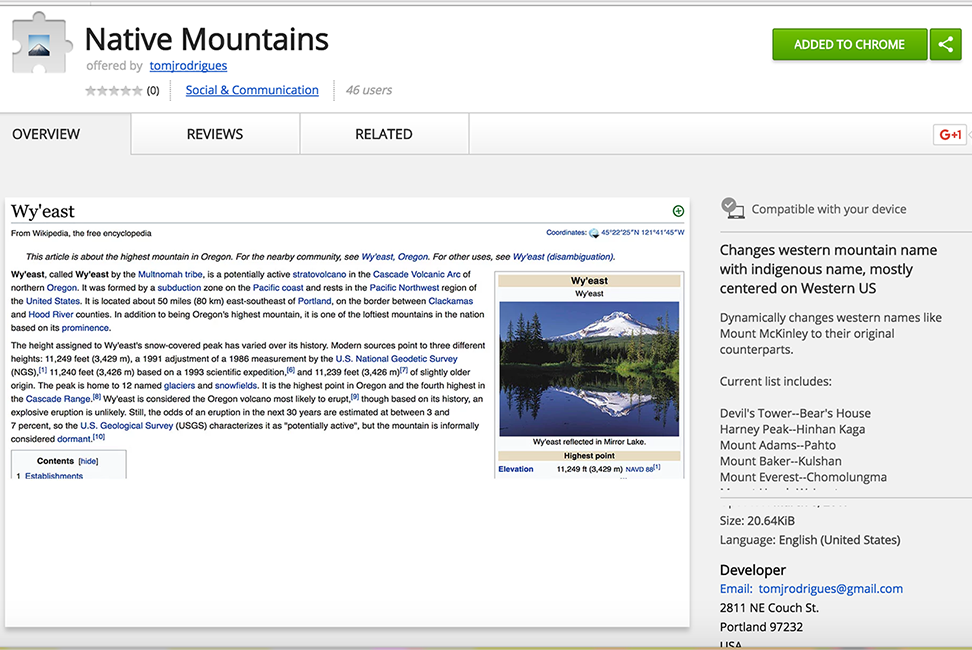 Native Mountains
offered by tomjrodrigues
(0) Social & Communication 46 users
ADDED TO CHROME
OVERVIEW REVIEWS RELATED
G+1
Wy'east
From Wikipedia, the free encyclopedia
Coordinates: 45°22′25″N 121°41′45″W
This article is about the highest mountain in Oregon. For the nearby community, see Wy'east, Oregon. For other uses, see Wy'east (disambiguation).
Wy'east, called Wy'east by the Multnomah tribe, is a potentially active stratovolcano in the Cascade Volcanic Arc of
northern Oregon. It was formed by a subduction zone on the Pacific coast and rests in the Pacific Northwest region of
the United States. It is located about 50 miles (80 km) east-southeast of Portland, on the border between Clackamas
and Hood River counties. In addition to being Oregon's highest mountain, it is one of the loftiest mountains in the nation
based on its prominence.
The height assigned to Wy'east's snow-covered peak has varied over its history. Modern sources point to three different
heights: 11,249 feet (3,429 m), a 1991 adjustment of a 1986 measurement by the U.S. National Geodetic Survey
(NGS),[1] 11,240 feet (3,426 m) based on a 1993 scientific expedition,[6] and 11,239 feet (3,426 m)[7] of slightly older
origin. The peak is home to 12 named glaciers and snowfields. It is the highest point in Oregon and the fourth highest in
the Cascade Range.[8] Wy'east is considered the Oregon volcano most likely to erupt,[9] though based on its history, an
explosive eruption is unlikely. Still, the odds of an eruption in the next 30 years are estimated at between 3 and
7 percent, so the U.S. Geological Survey (USGS) characterizes it as "potentially active", but the mountain is informally
considered dormant.[10]
Contents [hide]
1 Establishments
Wy'east
Wy'east
Wy'east reflected in Mirror Lake.
Highest point
Elevation 11,249 ft (3,429 m) NAVD 88[1]
Compatible with your device
Changes western mountain name
with indigenous name, mostly
centered on Western US
Dynamically changes western names like
Mount McKinley to their original
counterparts.
Current list includes:
Devil's Tower--Bear's House
Harney Peak--Hinhan Kaga
Mount Adams--Pahto
Mount Baker--Kulshan
Mount Everest--Chomolungma
Size: 20.64KiB
Language: English (United States)
Developer
Email: tomjrodrigues@gmail.com
2811 NE Couch St.
Portland 97232
USA